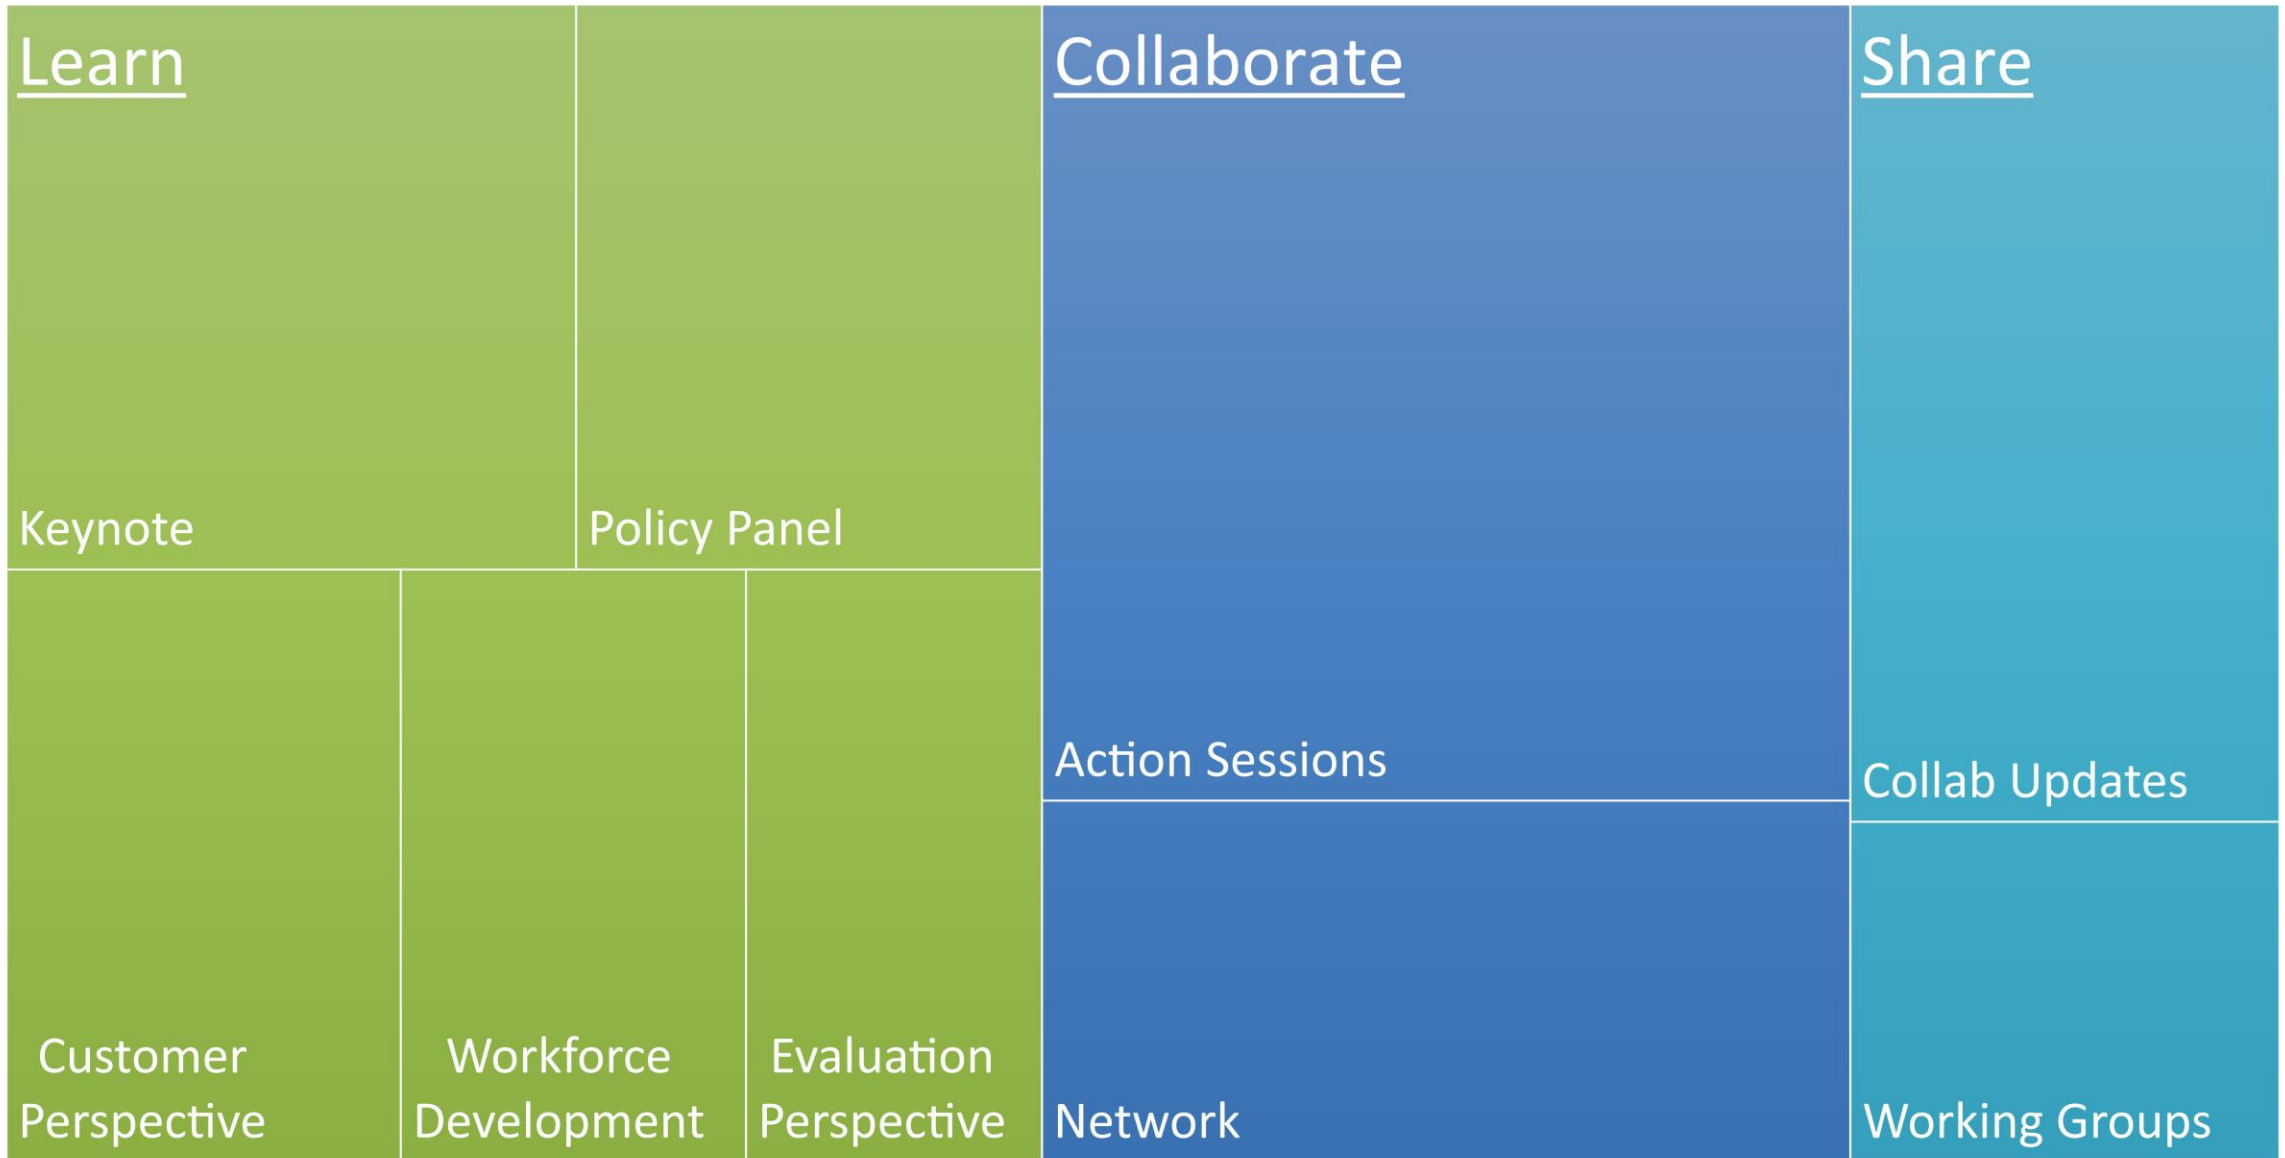 Learn
Keynote
Policy Panel
Customer
Perspective
Workforce
Development
Evaluation
Perspective
Collaborate
Action Sessions
Network
Share
Collab Updates
Working Groups